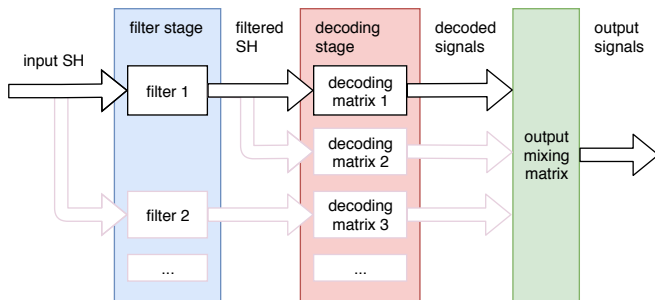 filter stage
filtered
SH
decoding
stage
decoded
signals
output
signals
input SH
filter 1
decoding
matrix 1
decoding
matrix 2
output
mixing
matrix
filter 2
decoding
matrix 3
...
...